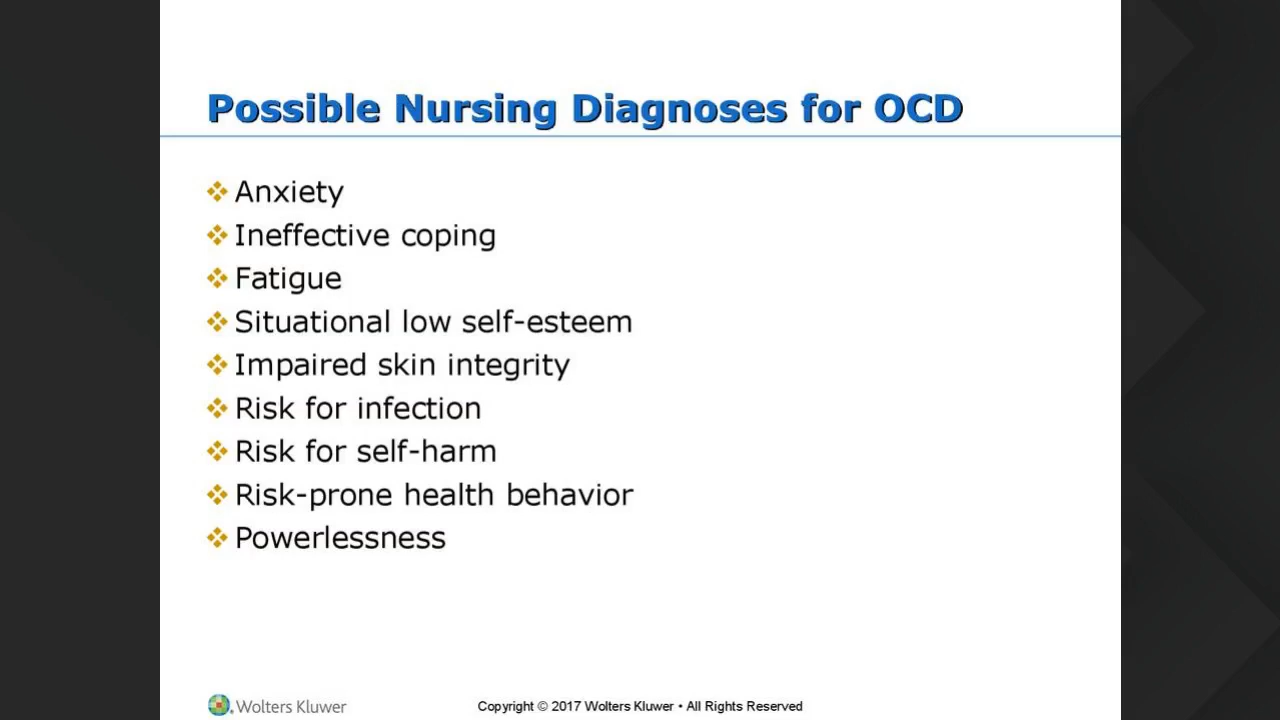 Possible Nursing Diagnoses for OCD
Anxiety
Ineffective coping
Fatigue
Situational low self-esteem
Impaired skin integrity
Risk for infection
Risk for self-harm
Risk-prone health behavior
Powerlessness
Wolters Kluwer
Copyright © 2017 Wolters Kluwer • All Rights Reserved